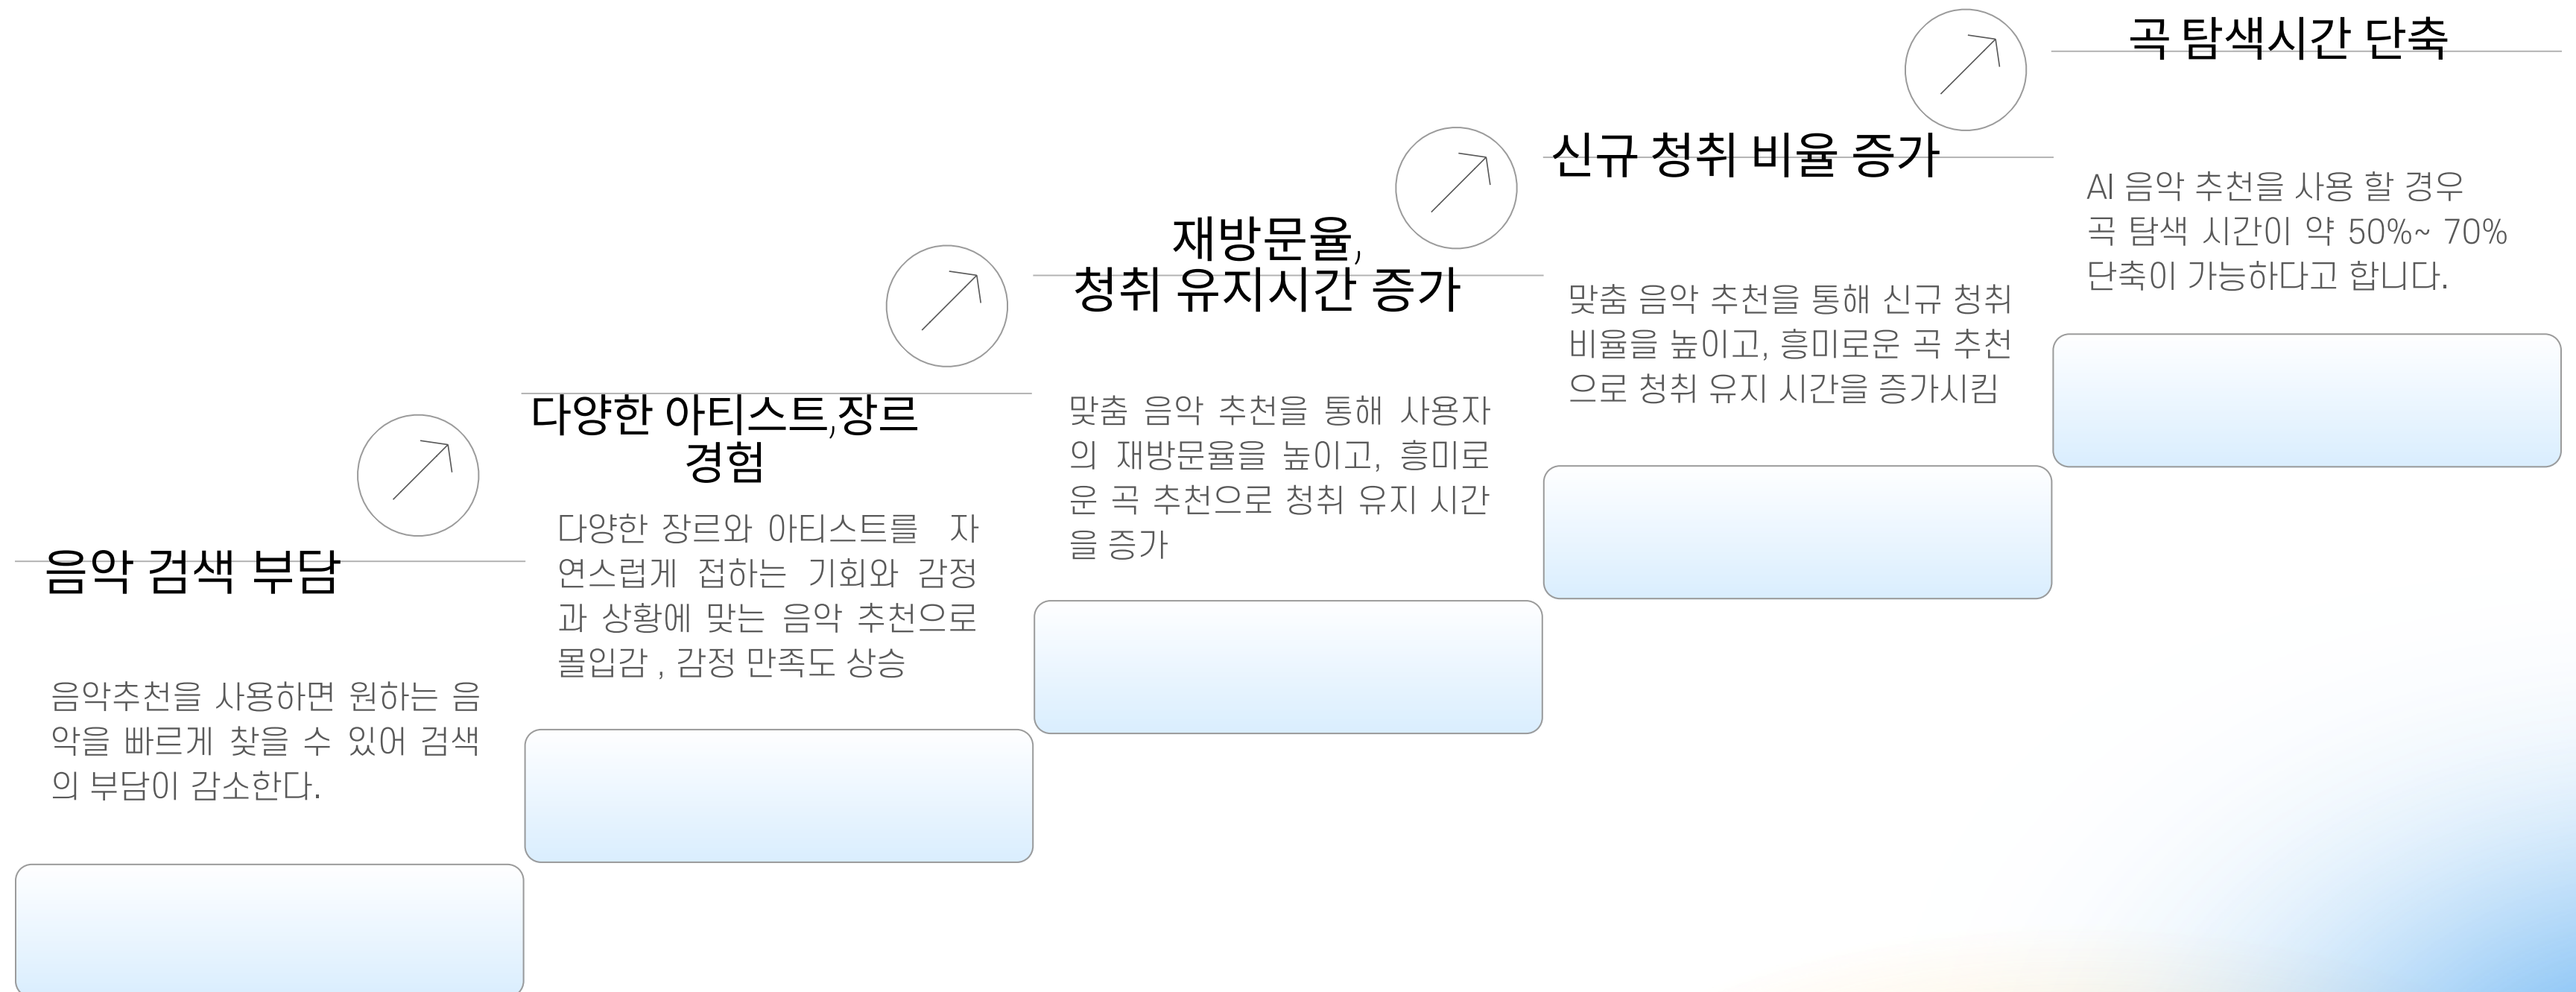 음악 검색 부담
음악추천을 사용하면 원하는 음
악을 빠르게 찾을 수 있어 검색
의 부담이 감소한다.
다양한 아티스트,장르
경험
다양한 장르와 아티스트를 자
연스럽게 접하는 기회와 감정
과 상황에 맞는 음악 추천으로
몰입감 , 감정 만족도 상승
재방문율,
청취 유지시간 증가
맞춤 음악 추천을 통해 사용자
의 재방문율을 높이고, 흥미로
운 곡 추천으로 청취 유지 시간
을 증가
신규 청취 비율 증가
맞춤 음악 추천을 통해 신규 청취
비율을 높이고, 흥미로운 곡 추천
으로 청취 유지 시간을 증가시킴
곡 탐색시간 단축
AI 음악 추천을 사용 할 경우
곡 탐색 시간이 약 50%~ 70%
단축이 가능하다고 합니다.